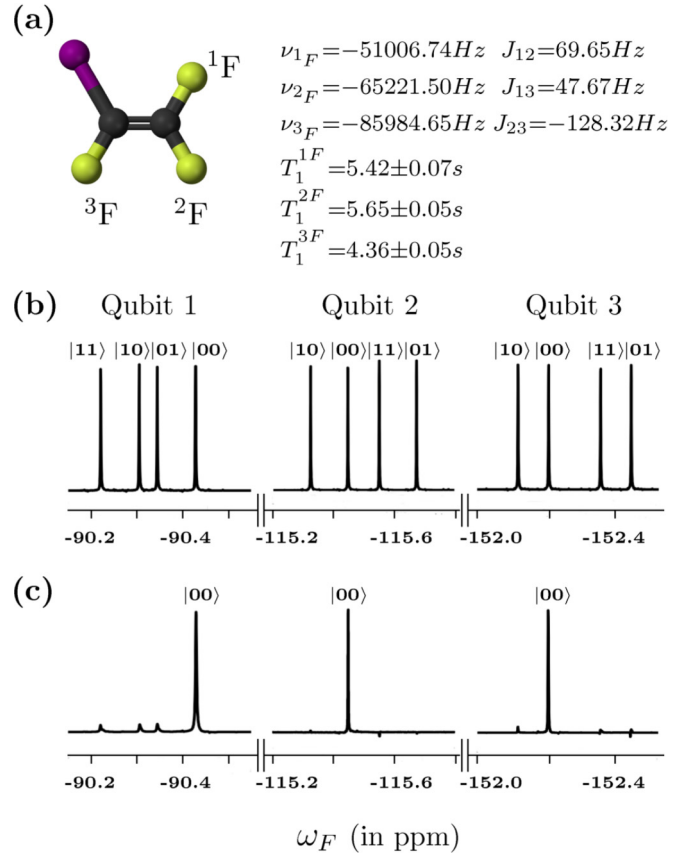 (a)
¹F
³F
²F
ν₁_F=−51006.74Hz J₁₂=69.65Hz
ν₂_F=−65221.50Hz J₁₃=47.67Hz
ν₃_F=−85984.65Hz J₂₃=−128.32Hz
T₁^1F=5.42±0.07s
T₁^2F=5.65±0.05s
T₁^3F=4.36±0.05s
(b) Qubit 1 Qubit 2 Qubit 3
|11⟩ |10⟩|01⟩ |00⟩ |10⟩|00⟩|11⟩|01⟩ |10⟩|00⟩ |11⟩|01⟩
-90.2 -90.4 -115.2 -115.6 -152.0 -152.4
(c)
|00⟩ |00⟩ |00⟩
-90.2 -90.4 -115.2 -115.6 -152.0 -152.4
ω_F (in ppm)